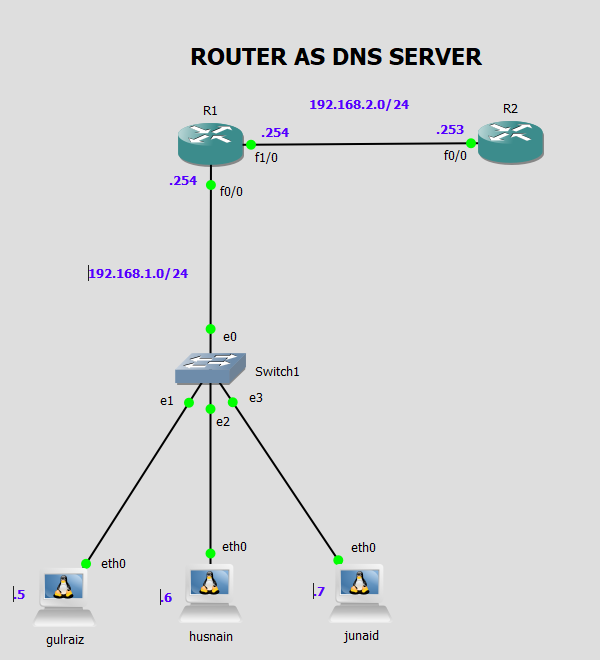 ROUTER AS DNS SERVER
R1
192.168.2.0/24
R2
.254
.253
f1/0
f0/0
.254
f0/0
192.168.1.0/24
e0
Switch1
e1
e3
e2
eth0
eth0
eth0
.5
.6
.7
gulraiz
husnain
junaid